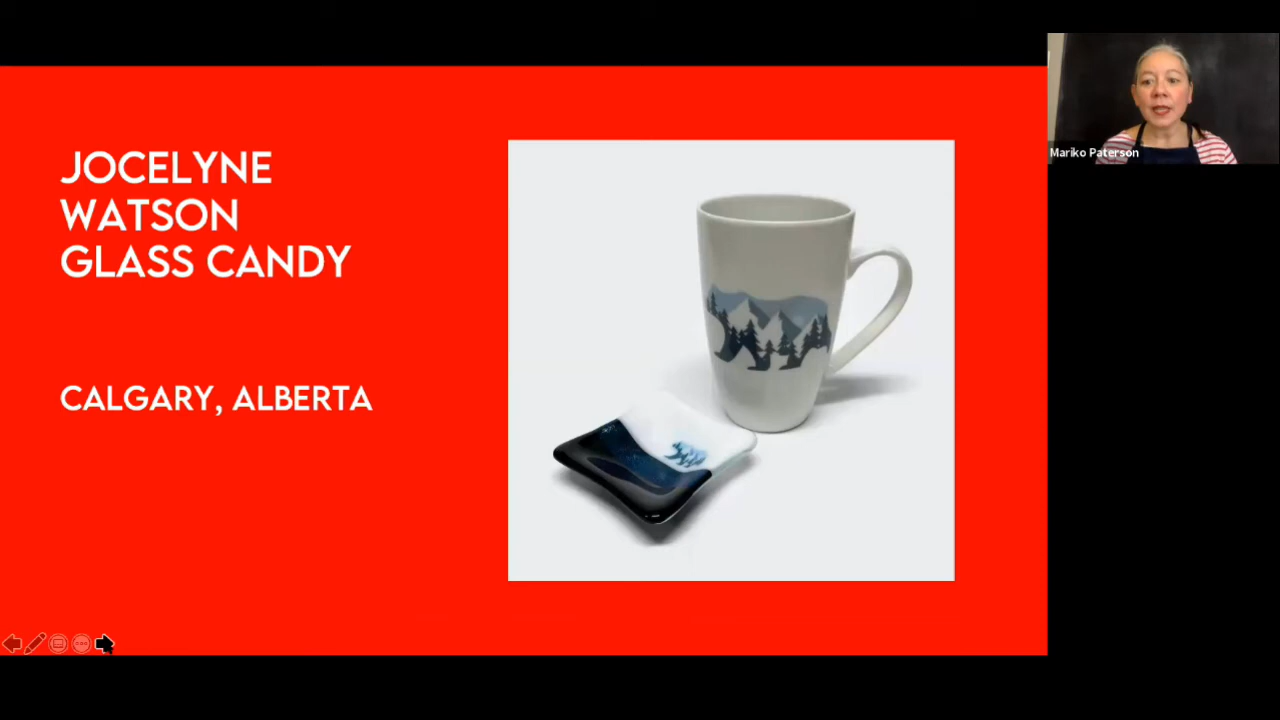 JOCELYNE
WATSON
GLASS CANDY
CALGARY, ALBERTA
Mariko Paterson